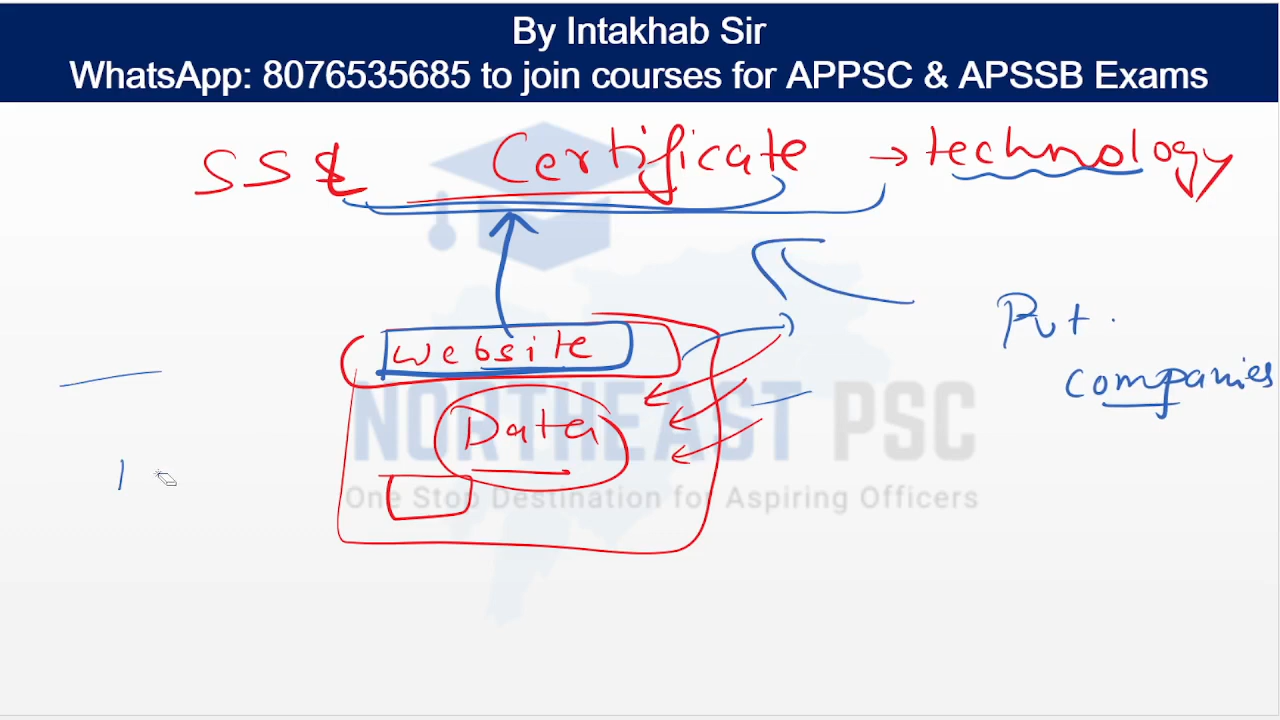 By Intakhab Sir
WhatsApp: 8076535685 to join courses for APPSC & APSSB Exams
SSL Certificate → technology
Pvt.
companies
Website
Data
NORTHEAST PSC
One Stop Destination for Aspiring Officers